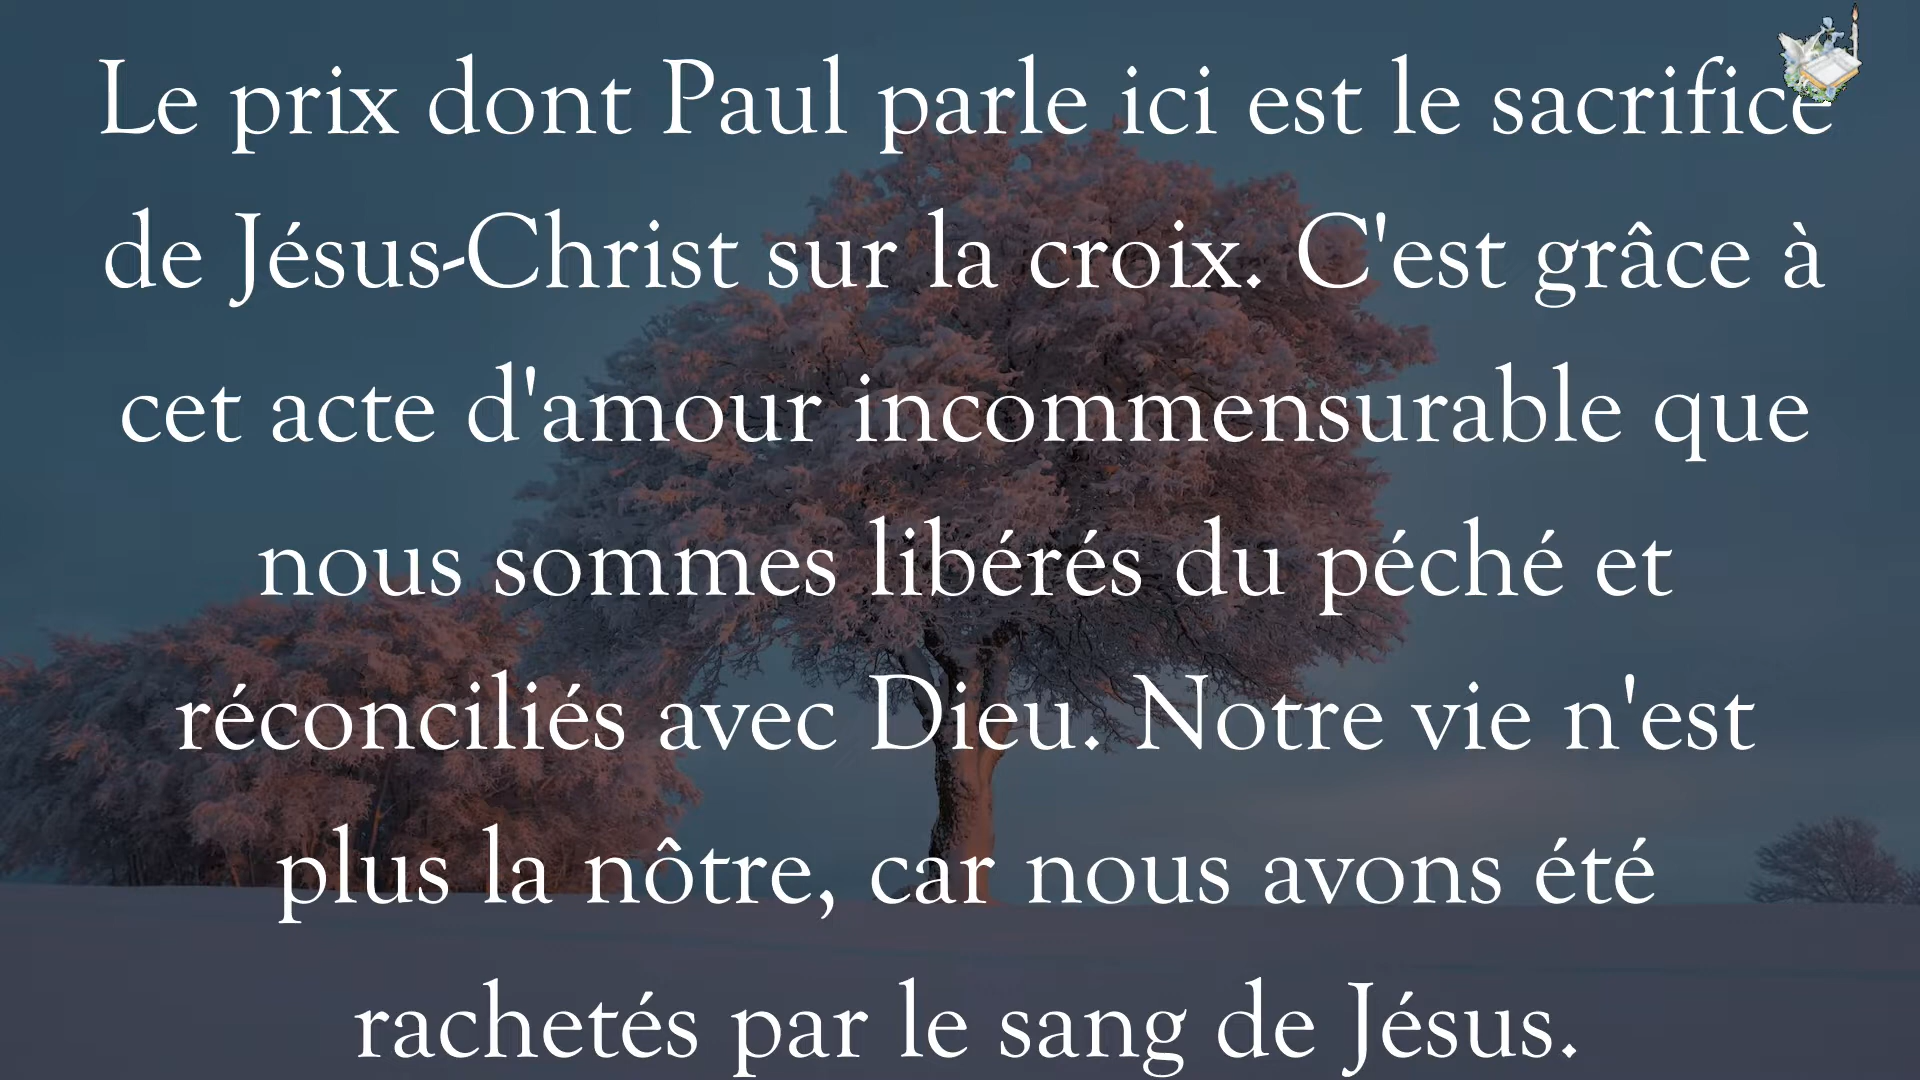 Le prix dont Paul parle ici est le sacrifice
de Jésus-Christ sur la croix. C'est grâce à
cet acte d'amour incommensurable que
nous sommes libérés du péché et
réconciliés avec Dieu. Notre vie n'est
plus la nôtre, car nous avons été
rachetés par le sang de Jésus.